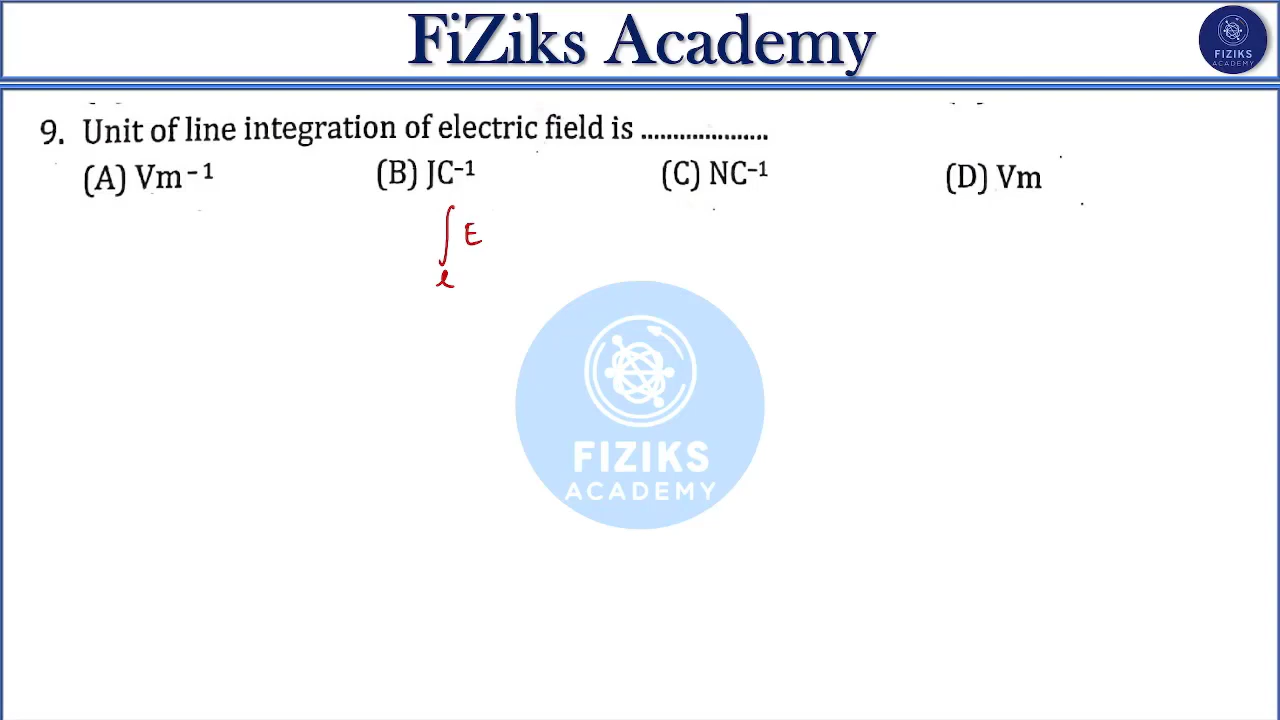 FiZiks Academy
FIZIKS
ACADEMY
9. Unit of line integration of electric field is ....................
(A) Vm⁻¹ (B) JC⁻¹ (C) NC⁻¹ (D) Vm
∫ E
l
FIZIKS
ACADEMY